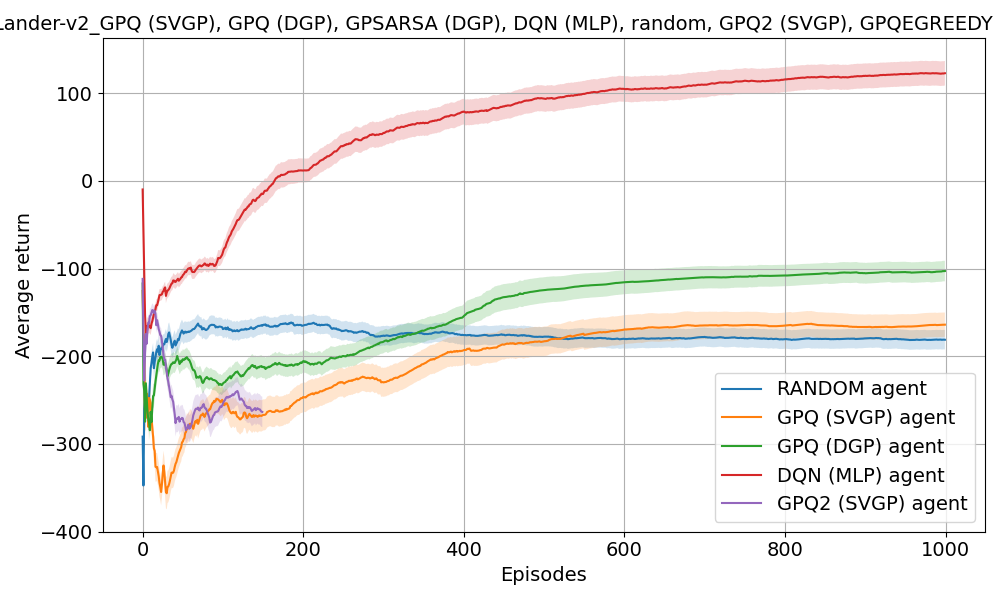 Lander-v2_GPQ (SVGP), GPQ (DGP), GPSARSA (DGP), DQN (MLP), random, GPQ2 (SVGP), GPQEGREEDY
100
0
−100
−200
−300
−400
Average return
0
200
400
600
800
1000
Episodes
RANDOM agent
GPQ (SVGP) agent
GPQ (DGP) agent
DQN (MLP) agent
GPQ2 (SVGP) agent